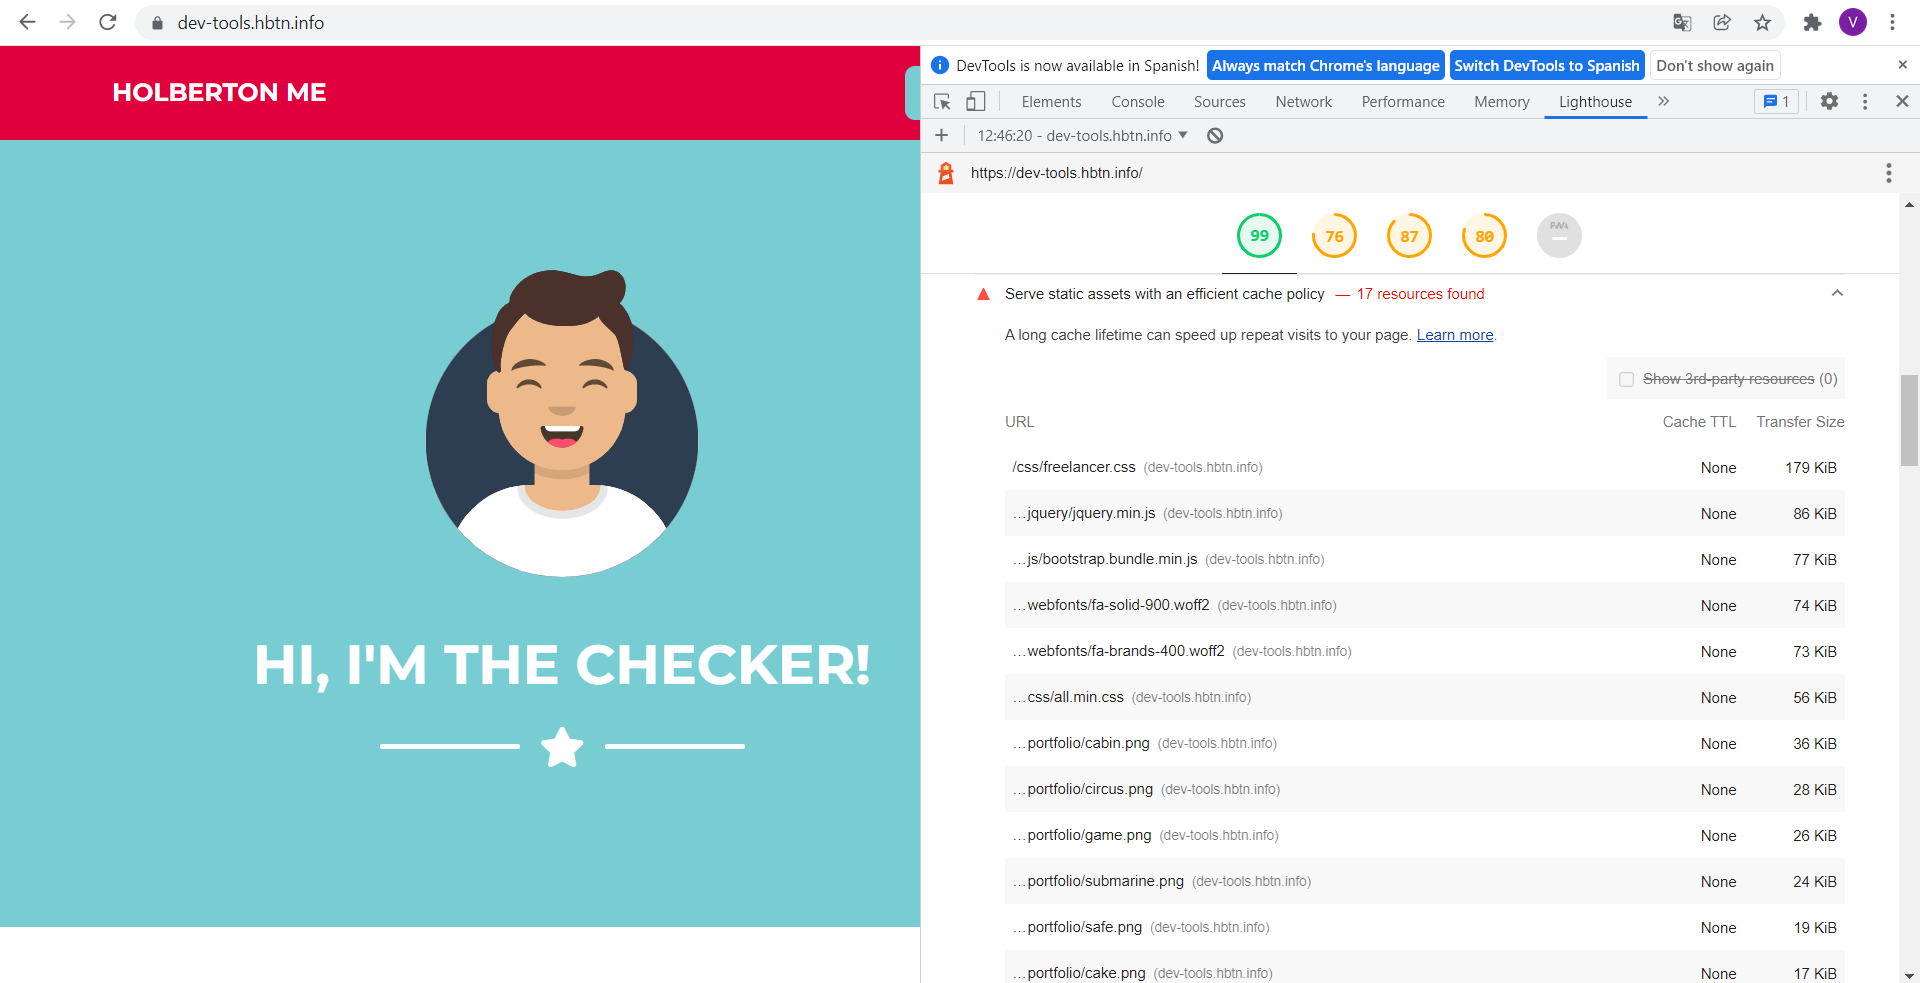 dev-tools.hbtn.info
V
HOLBERTON ME
HI, I'M THE CHECKER!
DevTools is now available in Spanish! Always match Chrome's language Switch DevTools to Spanish Don't show again
Elements Console Sources Network Performance Memory Lighthouse 1
12:46:20 - dev-tools.hbtn.info
https://dev-tools.hbtn.info/
99 76 87 80 PWA
Serve static assets with an efficient cache policy — 17 resources found
A long cache lifetime can speed up repeat visits to your page. Learn more.
Show 3rd-party resources (0)
URL Cache TTL Transfer Size
/css/freelancer.css (dev-tools.hbtn.info) None 179 KiB
…jquery/jquery.min.js (dev-tools.hbtn.info) None 86 KiB
…js/bootstrap.bundle.min.js (dev-tools.hbtn.info) None 77 KiB
…webfonts/fa-solid-900.woff2 (dev-tools.hbtn.info) None 74 KiB
…webfonts/fa-brands-400.woff2 (dev-tools.hbtn.info) None 73 KiB
…css/all.min.css (dev-tools.hbtn.info) None 56 KiB
…portfolio/cabin.png (dev-tools.hbtn.info) None 36 KiB
…portfolio/circus.png (dev-tools.hbtn.info) None 28 KiB
…portfolio/game.png (dev-tools.hbtn.info) None 26 KiB
…portfolio/submarine.png (dev-tools.hbtn.info) None 24 KiB
…portfolio/safe.png (dev-tools.hbtn.info) None 19 KiB
…portfolio/cake.png (dev-tools.hbtn.info) None 17 KiB